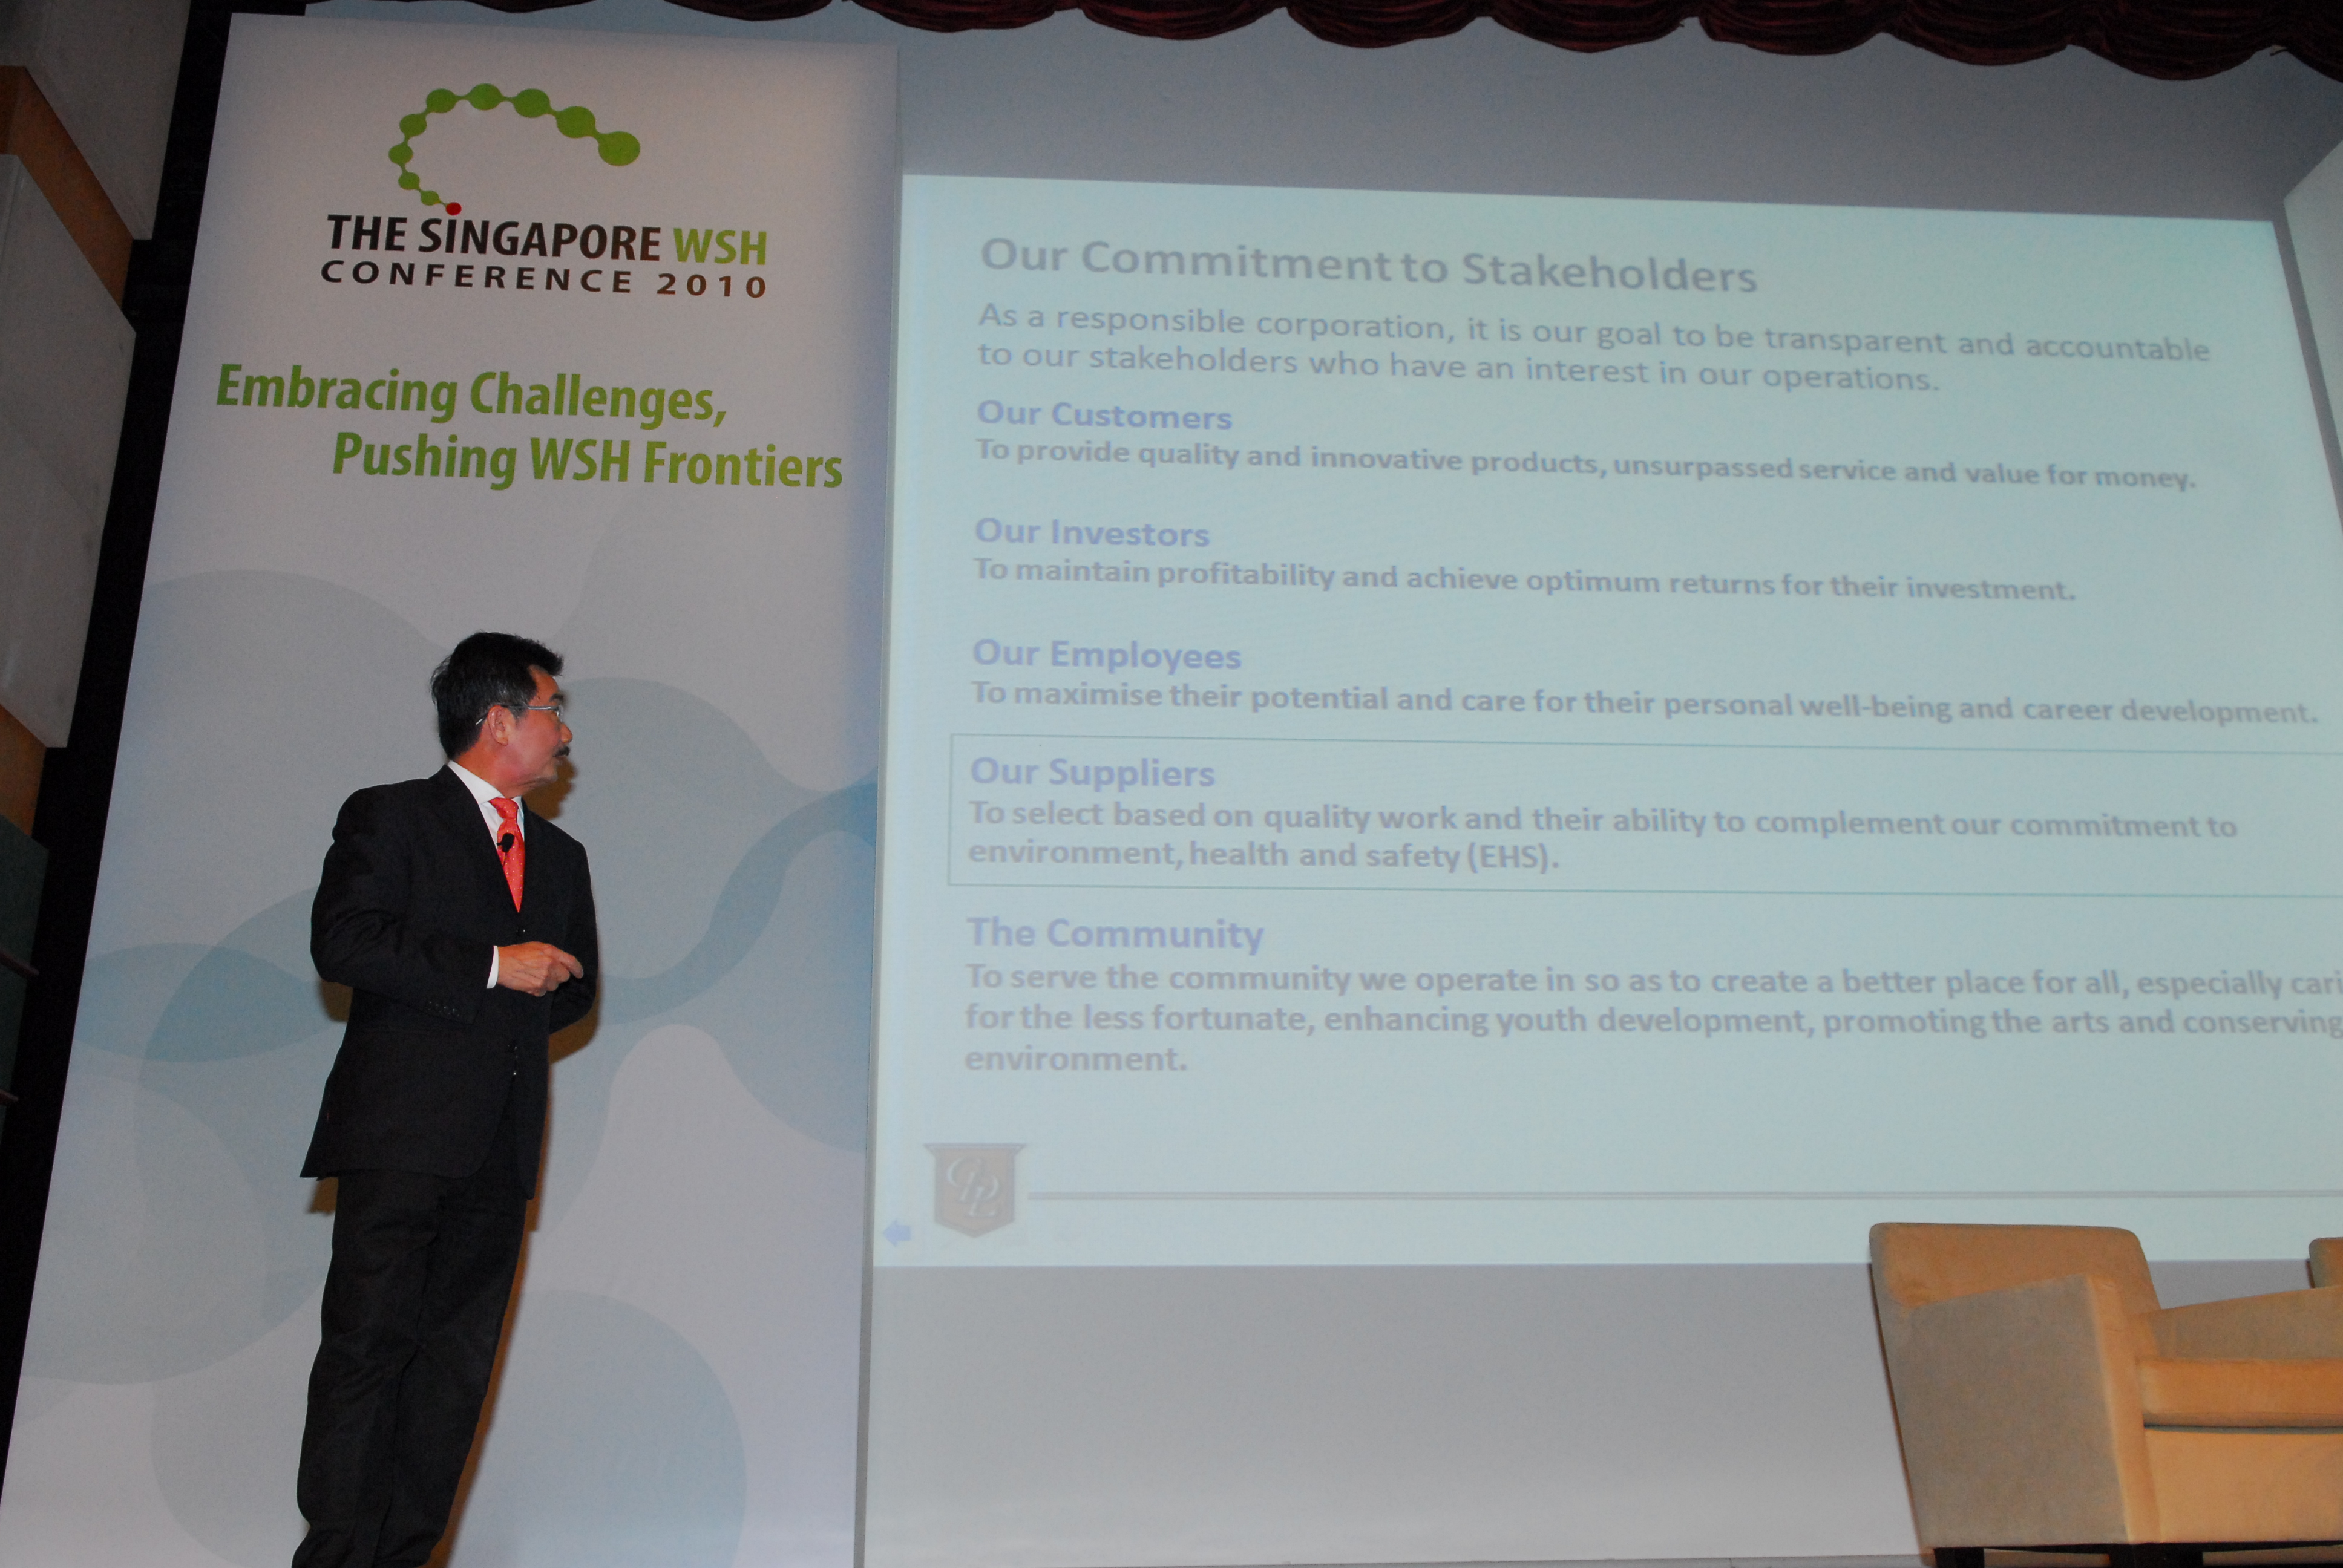 THE SINGAPORE WSH
CONFERENCE 2010
Embracing Challenges,
Pushing WSH Frontiers
Our Commitment to Stakeholders
As a responsible corporation, it is our goal to be transparent and accountable
to our stakeholders who have an interest in our operations.
Our Customers
To provide quality and innovative products, unsurpassed service and value for money.
Our Investors
To maintain profitability and achieve optimum returns for their investment.
Our Employees
To maximise their potential and care for their personal well-being and career development.
Our Suppliers
To select based on quality work and their ability to complement our commitment to
environment, health and safety (EHS).
The Community
To serve the community we operate in so as to create a better place for all, especially cari
for the less fortunate, enhancing youth development, promoting the arts and conserving
environment.